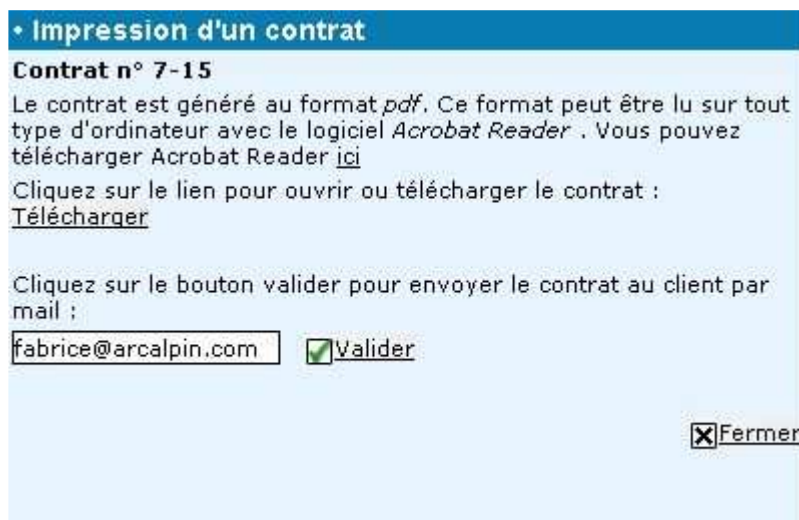 • Impression d'un contrat
Contrat n° 7-15
Le contrat est généré au format pdf. Ce format peut être lu sur tout
type d'ordinateur avec le logiciel Acrobat Reader . Vous pouvez
télécharger Acrobat Reader ici
Cliquez sur le lien pour ouvrir ou télécharger le contrat :
Télécharger
Cliquez sur le bouton valider pour envoyer le contrat au client par
mail :
fabrice@arcalpin.com Valider
Fermer